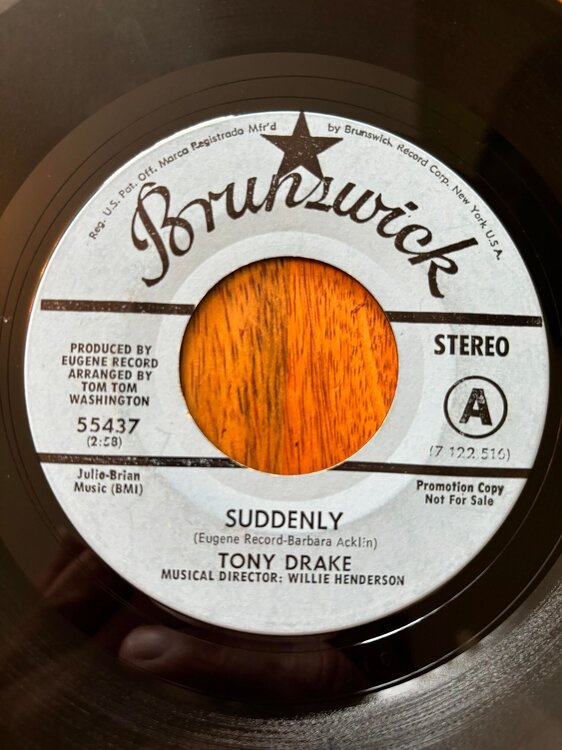 Reg. U.S. Pat. Off. Marca Registrada Mfr'd by Brunswick Record Corp. New York U.S.A.
Brunswick
PRODUCED BY
EUGENE RECORD
ARRANGED BY
TOM TOM
WASHINGTON
55437
(2:58)
Julio-Brian
Music (BMI)
STEREO
A
(7-122,516)
Promotion Copy
Not For Sale
SUDDENLY
(Eugene Record-Barbara Acklin)
TONY DRAKE
MUSICAL DIRECTOR: WILLIE HENDERSON